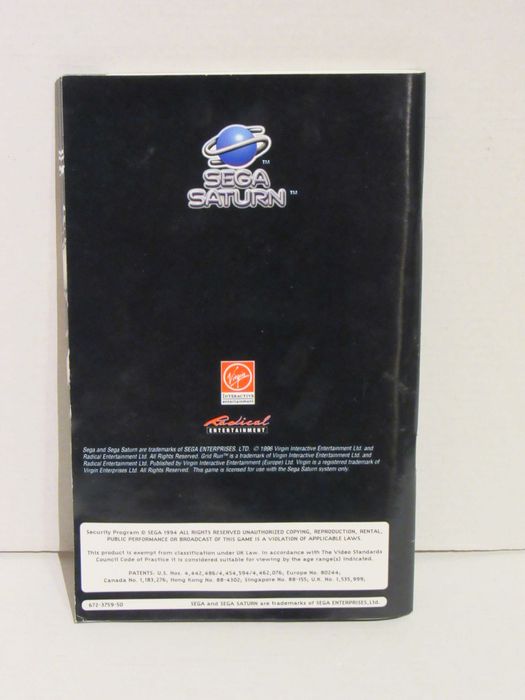 TM
SEGA
SATURN™
Virgin
INTERACTIVE
entertainment
Radical
ENTERTAINMENT
Sega and Sega Saturn are trademarks of SEGA ENTERPRISES, LTD. © 1996 Virgin Interactive Entertainment Ltd. and
Radical Entertainment Ltd. All Rights Reserved. Grid Run™ is a trademark of Virgin Interactive Entertainment Ltd. and
Radical Entertainment Ltd. Published by Virgin Interactive Entertainment (Europe) Ltd. Virgin is a registered trademark of
Virgin Enterprises Ltd. All Rights Reserved. This game is licensed for use with the Sega Saturn system only.
Security Program © SEGA 1994 ALL RIGHTS RESERVED UNAUTHORIZED COPYING, REPRODUCTION, RENTAL,
PUBLIC PERFORMANCE OR BROADCAST OF THIS GAME IS A VIOLATION OF APPLICABLE LAWS.
This product is exempt from classification under UK Law. In accordance with The Video Standards
Council Code of Practice it is considered suitable for viewing by the age range(s) indicated.
PATENTS: U.S. Nos. 4,442,486/4,454,594/4,462,076; Europe No. 80244;
Canada No. 1,183,276; Hong Kong No. 88-4302; Singapore No. 88-155; U.K. No. 1,535,999;
672-3759-50 SEGA and SEGA SATURN are trademarks of SEGA ENTERPRISES,Ltd.